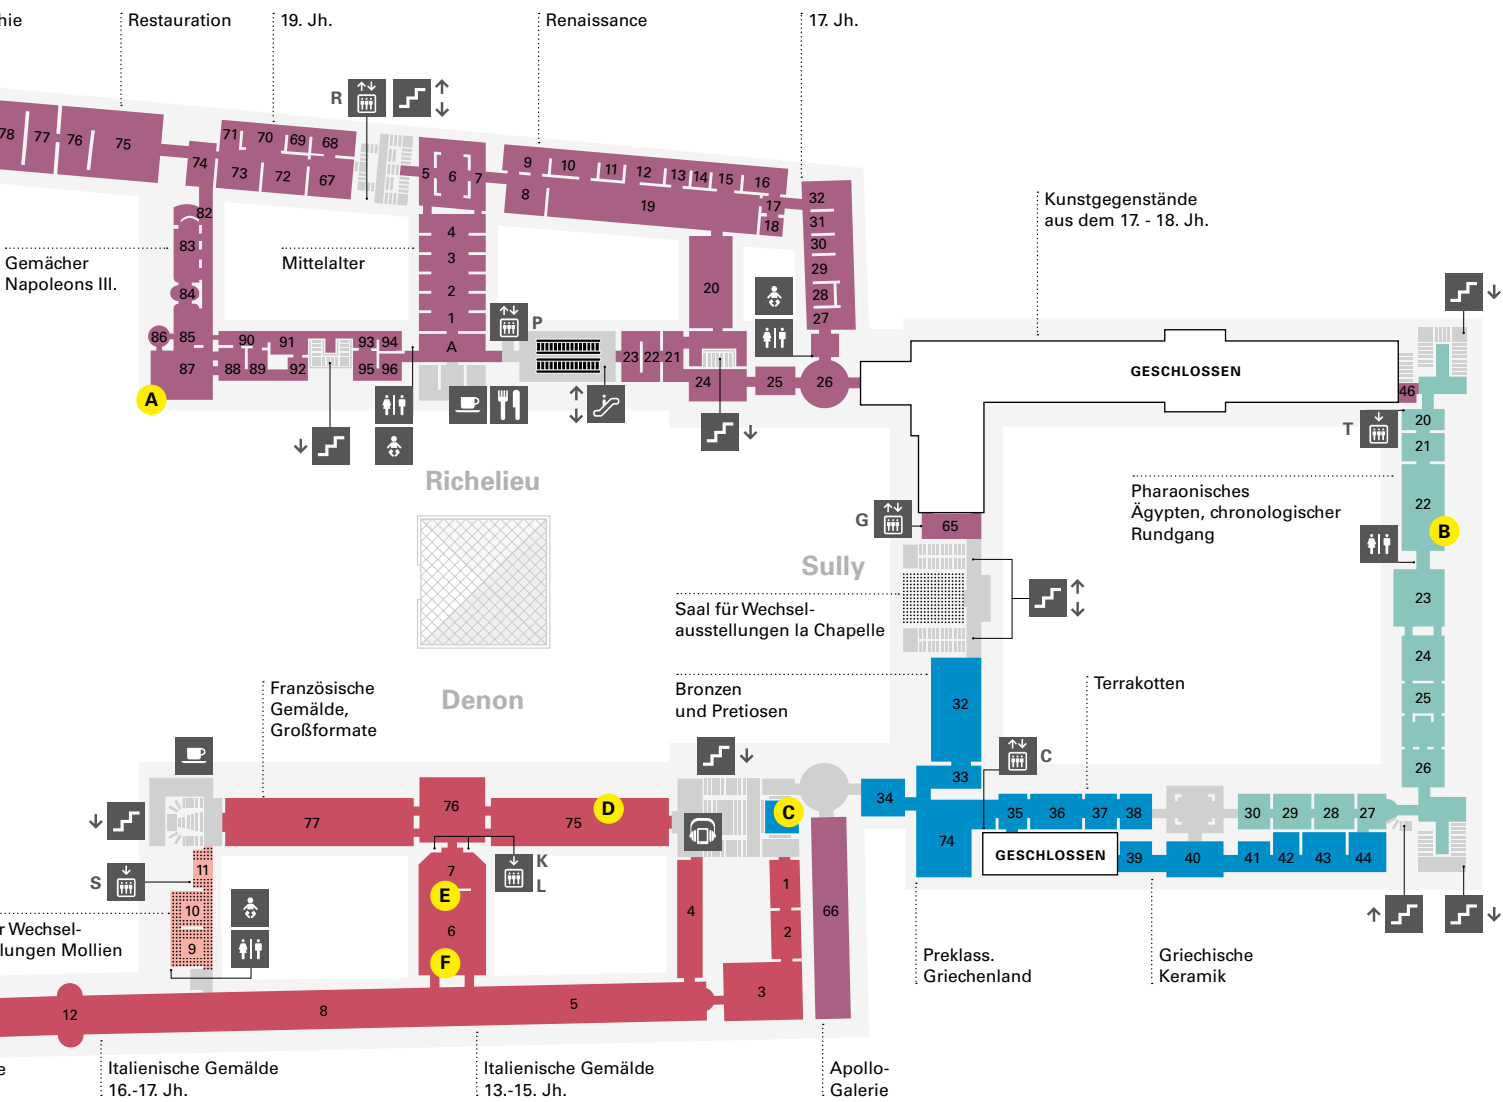 hie
Restauration
19. Jh.
Renaissance
17. Jh.
R
78
77
76
75
74
71
70
69
68
73
72
67
5
6
7
9
10
11
12
13
14
15
16
8
19
17
18
32
31
30
29
28
27
Kunstgegenstände
aus dem 17. - 18. Jh.
82
83
84
86
85
87
Gemächer
Napoleons III.
Mittelalter
4
3
2
1
A
20
P
90
91
93
94
88
89
92
95
96
23
22
21
24
25
26
GESCHLOSSEN
46
A
T
20
21
22
Richelieu
Pharaonisches
Ägypten, chronologischer
Rundgang
B
G
65
Sully
23
Saal für Wechsel-
ausstellungen la Chapelle
24
25
26
Französische
Gemälde,
Großformate
Denon
Bronzen
und Pretiosen
32
Terrakotten
33
C
34
35
36
37
38
30
29
28
27
77
76
D
75
C
74
GESCHLOSSEN
39
40
41
42
43
44
K
L
S
11
10
9
7
E
6
F
4
1
2
3
66
r Wechsel-
lungen Mollien
Preklass.
Griechenland
Griechische
Keramik
12
8
5
e
Italienische Gemälde
16.-17. Jh.
Italienische Gemälde
13.-15. Jh.
Apollo-
Galerie